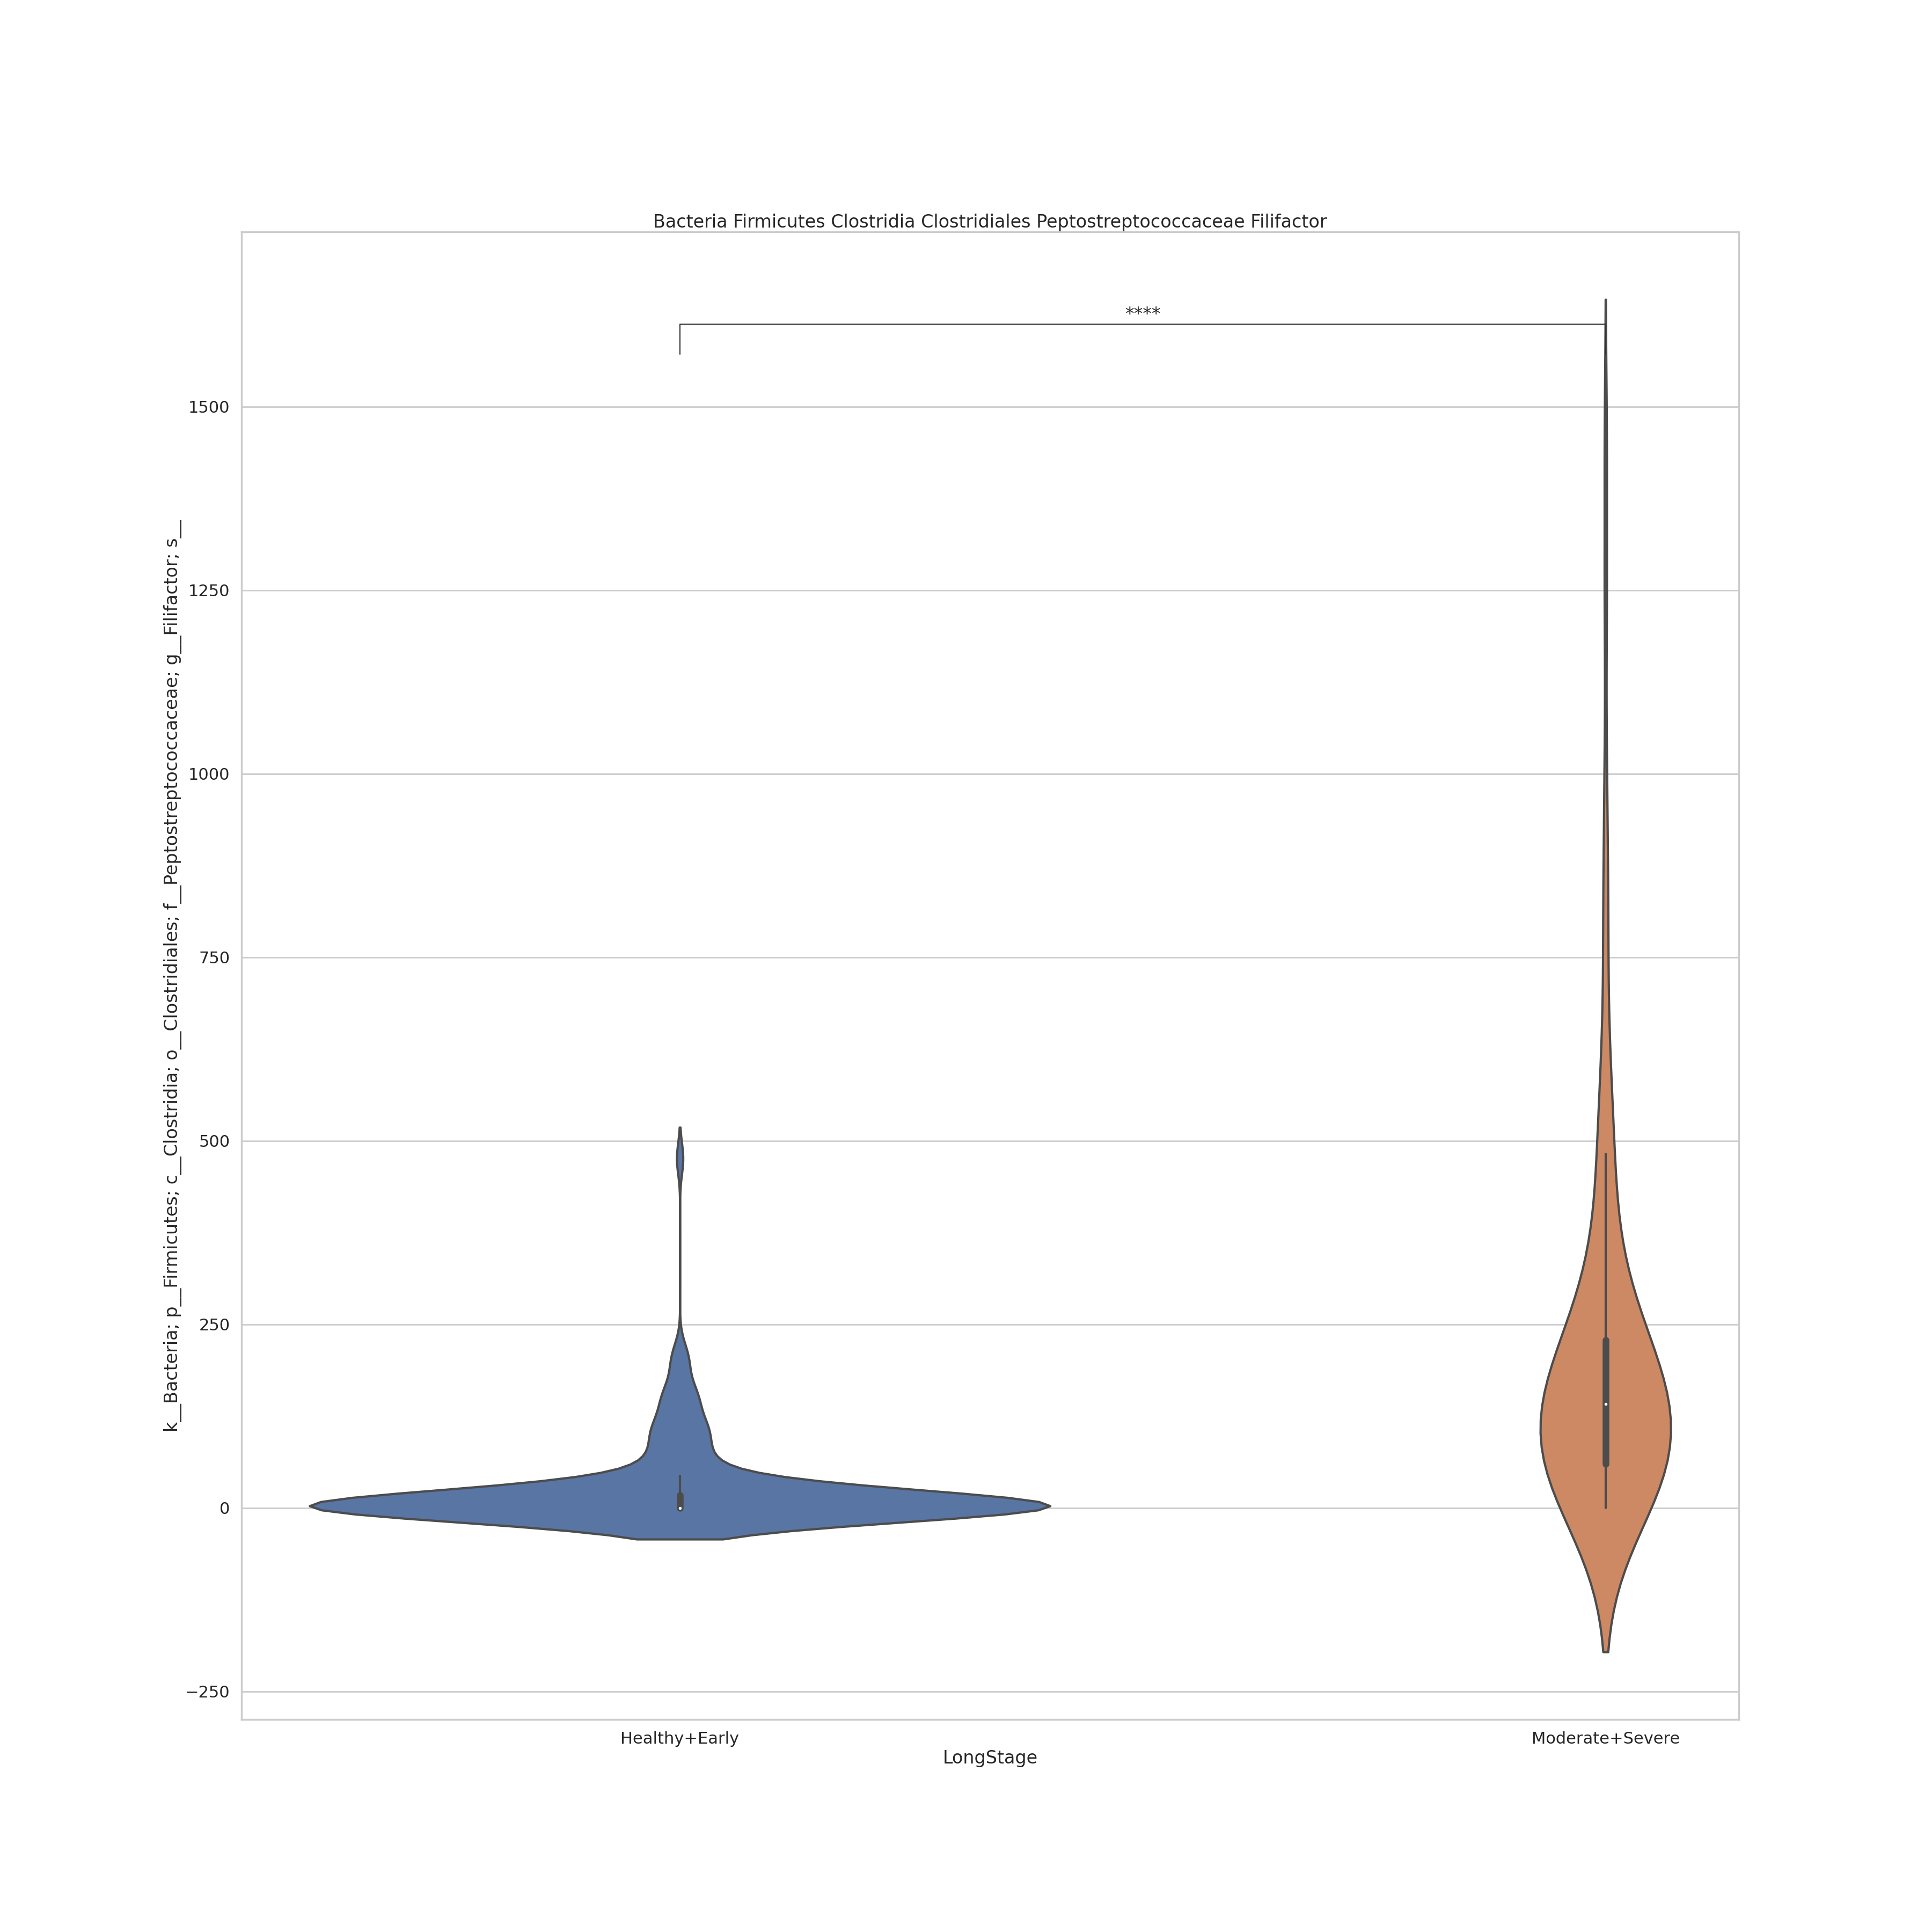 Bacteria Firmicutes Clostridia Clostridiales Peptostreptococcaceae Filifactor
****
k__Bacteria; p__Firmicutes; c__Clostridia; o__Clostridiales; f__Peptostreptococcaceae; g__Filifactor; s__
1500
1250
1000
750
500
250
0
−250
Healthy+Early
Moderate+Severe
LongStage